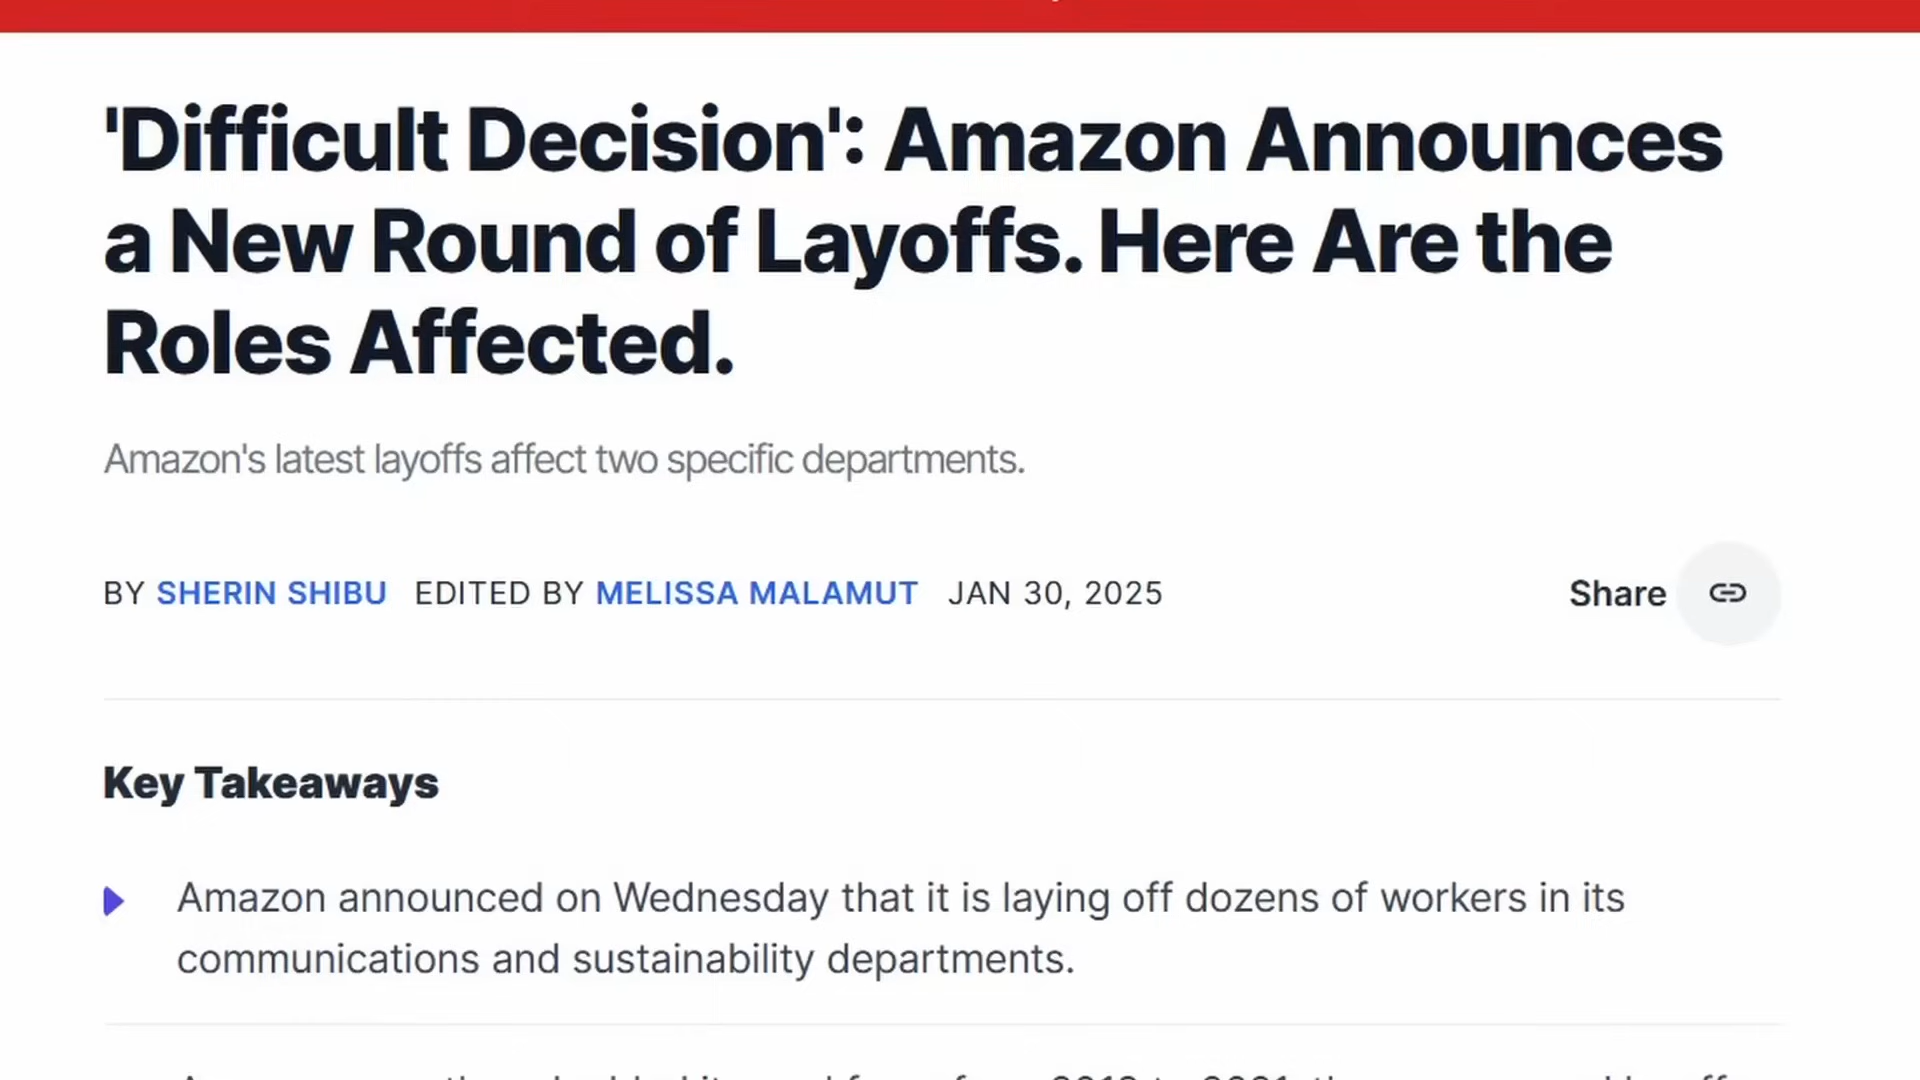 'Difficult Decision': Amazon Announces
a New Round of Layoffs. Here Are the
Roles Affected.
Amazon's latest layoffs affect two specific departments.
BY SHERIN SHIBU EDITED BY MELISSA MALAMUT JAN 30, 2025
Share
Key Takeaways
Amazon announced on Wednesday that it is laying off dozens of workers in its
communications and sustainability departments.